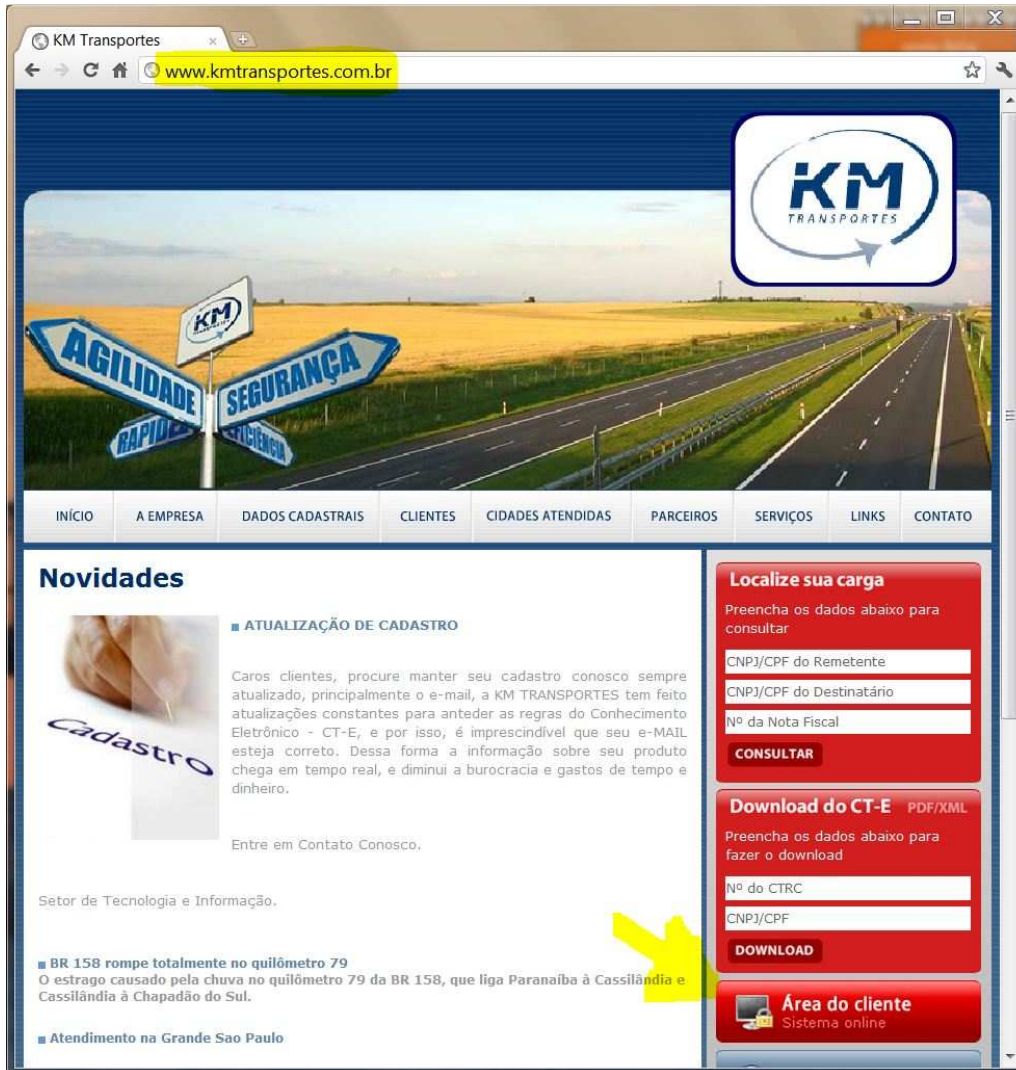 KM Transportes
www.kmtransportes.com.br
KM
TRANSPORTES
KM
TRANSPORTES
AGILIDADE
SEGURANÇA
INÍCIO
A EMPRESA
DADOS CADASTRAIS
CLIENTES
CIDADES ATENDIDAS
PARCEIROS
SERVIÇOS
LINKS
CONTATO
Novidades
Cadastro
ATUALIZAÇÃO DE CADASTRO
Caros clientes, procure manter seu cadastro conosco sempre
atualizado, principalmente o e-mail, a KM TRANSPORTES tem feito
atualizações constantes para anteder as regras do Conhecimento
Eletrônico - CT-E, e por isso, é imprescindível que seu e-MAIL
esteja correto. Dessa forma a informação sobre seu produto
chega em tempo real, e diminui a burocracia e gastos de tempo e
dinheiro.
Entre em Contato Conosco.
Setor de Tecnologia e Informação.
BR 158 rompe totalmente no quilômetro 79
O estrago causado pela chuva no quilômetro 79 da BR 158, que liga Paranaíba à Cassilândia e
Cassilândia à Chapadão do Sul.
Atendimento na Grande Sao Paulo
Localize sua carga
Preencha os dados abaixo para
consultar
CNPJ/CPF do Remetente
CNPJ/CPF do Destinatário
Nº da Nota Fiscal
CONSULTAR
Download do CT-E PDF/XML
Preencha os dados abaixo para
fazer o download
Nº do CTRC
CNPJ/CPF
DOWNLOAD
Área do cliente
Sistema online